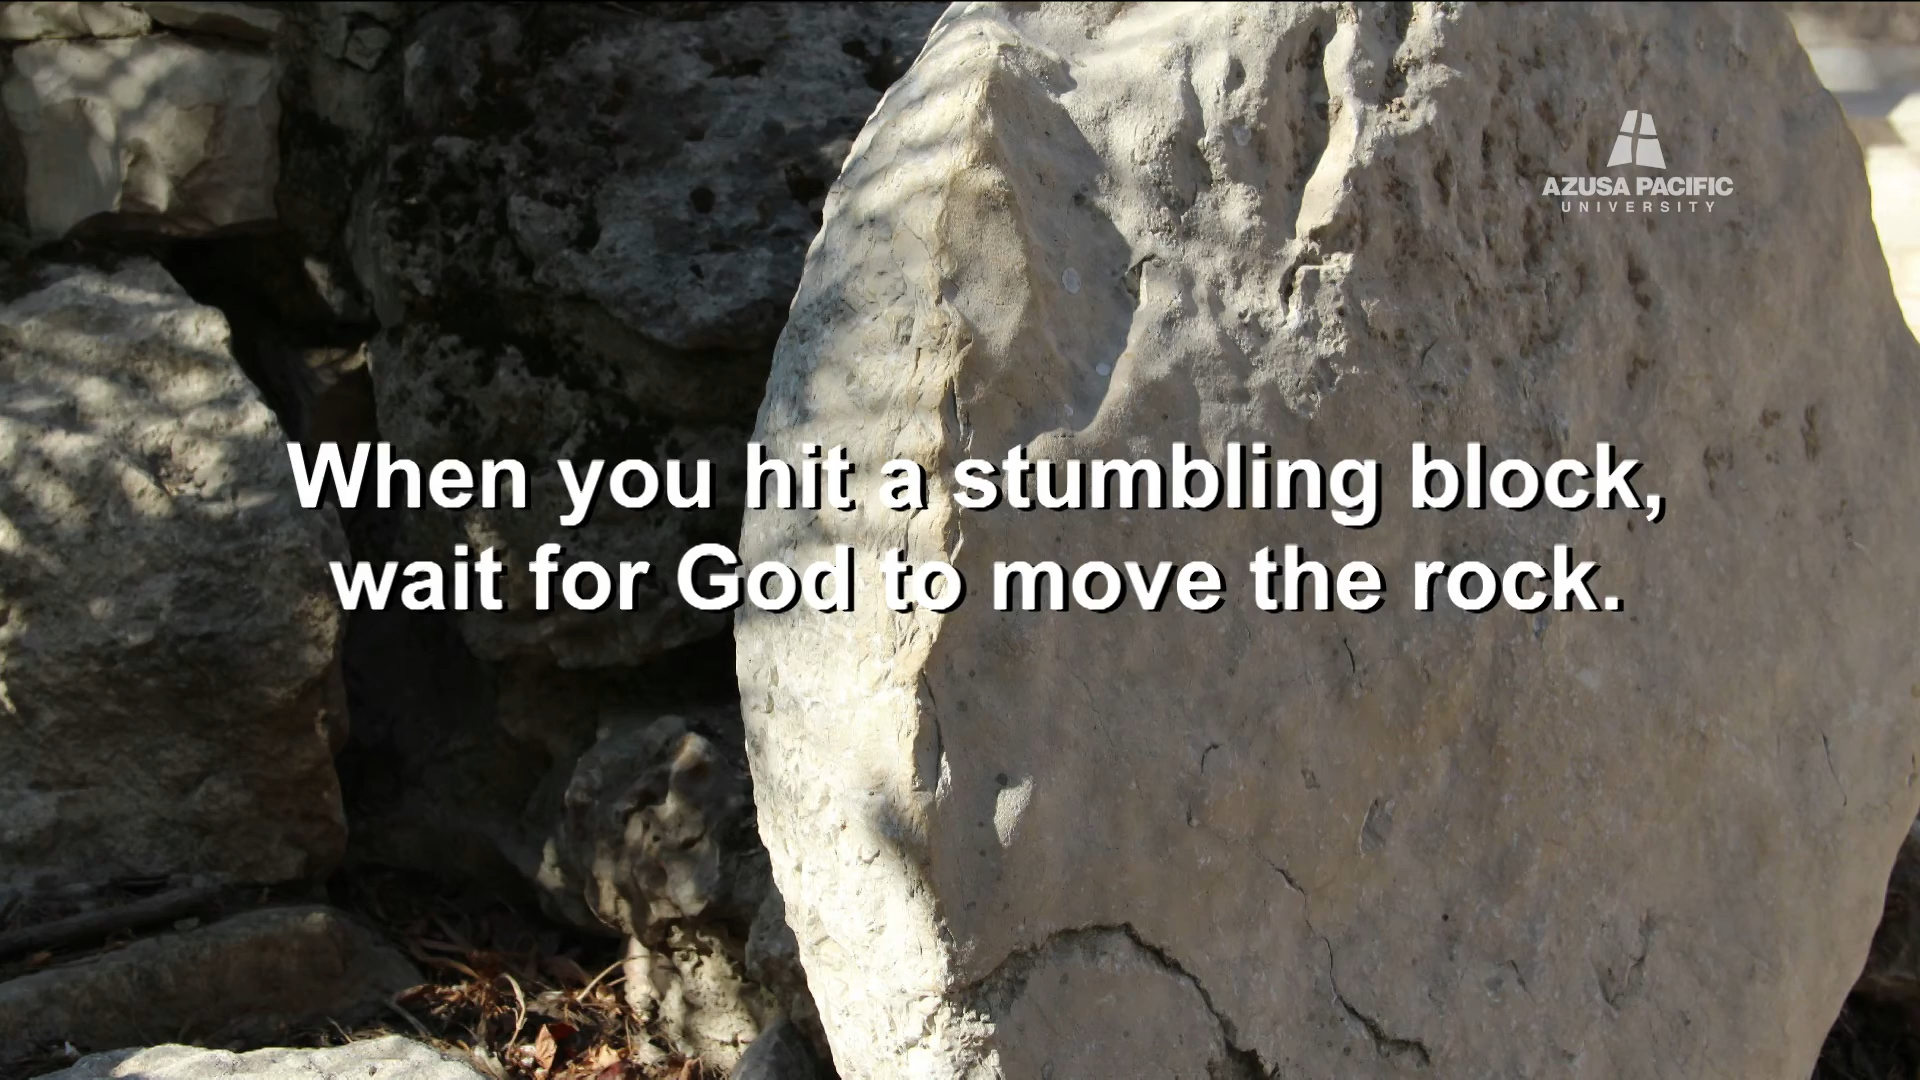 AZUSA PACIFIC
UNIVERSITY
When you hit a stumbling block,
wait for God to move the rock.